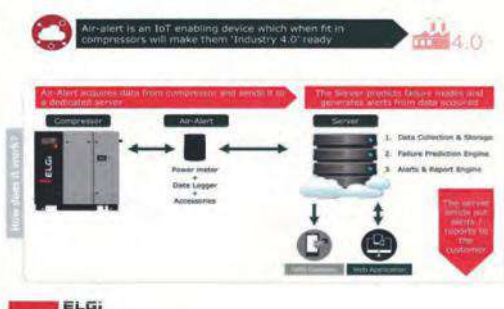 Air-alert is an IoT enabling device which when fit in
compressors will make them "Industry 4.0" ready
4.0
Air-Alert acquires data from compressor and sends it to
a dedicated server
The Server predicts failure modes and
generates alerts from data acquired
How does it work?
Compressor
Air-Alert
Server
ELGi
Power meter
+
Data Logger
+
Accessories
1. Data Collection & Storage
2. Failure Prediction Engine
3. Alerts & Report Engine
The server
sends out
alerts /
reports to
the
customer
Web Application
ELGi